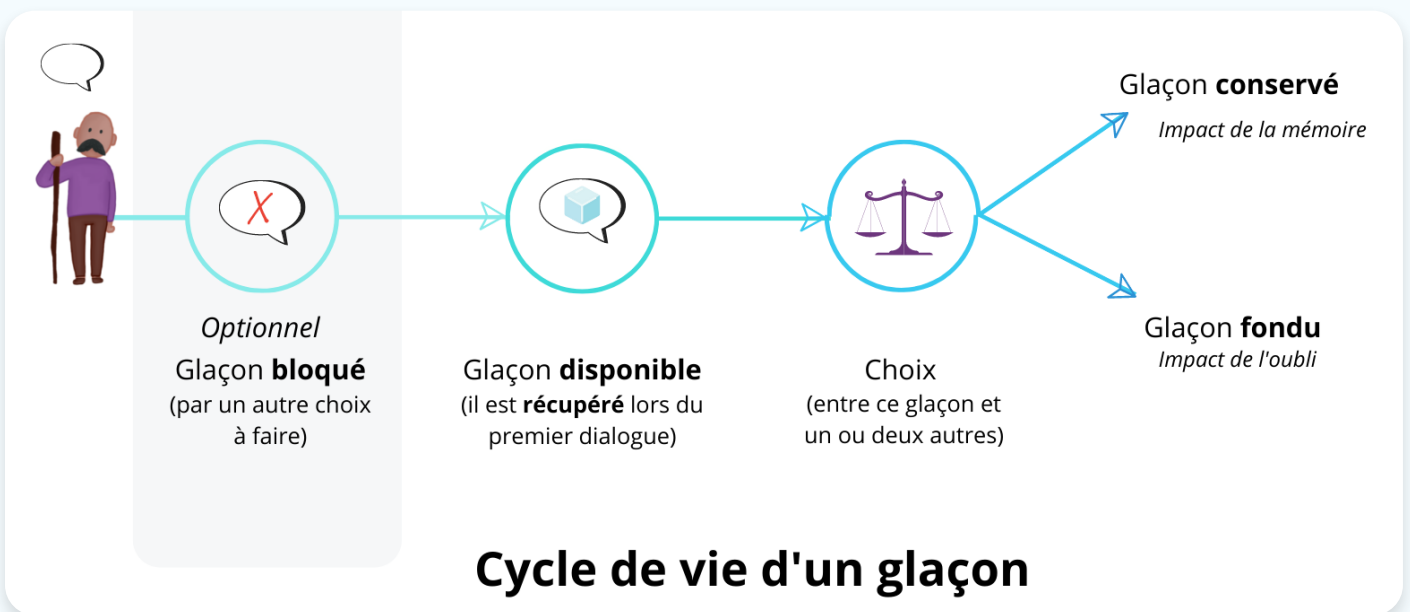 Glaçon conservé
Impact de la mémoire
Optionnel
Glaçon bloqué
(par un autre choix
à faire)
Glaçon disponible
(il est récupéré lors du
premier dialogue)
Choix
(entre ce glaçon et
un ou deux autres)
Glaçon fondu
Impact de l'oubli
Cycle de vie d'un glaçon